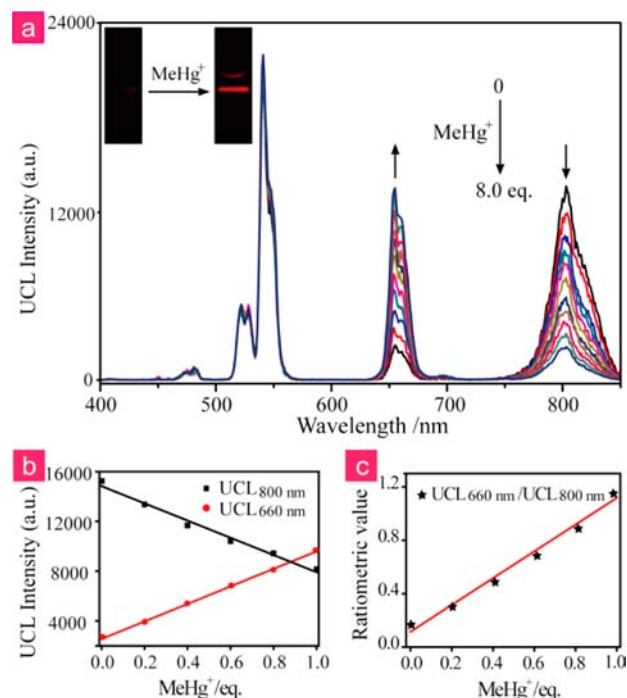 a
24000
12000
0
UCL Intensity (a.u.)
MeHg+
0
MeHg+
8.0 eq.
400 500 600 700 800
Wavelength /nm
b
16000
12000
8000
4000
UCL Intensity (a.u.)
UCL 800 nm
UCL 660 nm
0.0 0.2 0.4 0.6 0.8 1.0
MeHg+/eq.
c
1.2
0.8
0.4
0.0
Ratiometric value
UCL 660 nm /UCL 800 nm
0.0 0.2 0.4 0.6 0.8 1.0
MeHg+/eq.